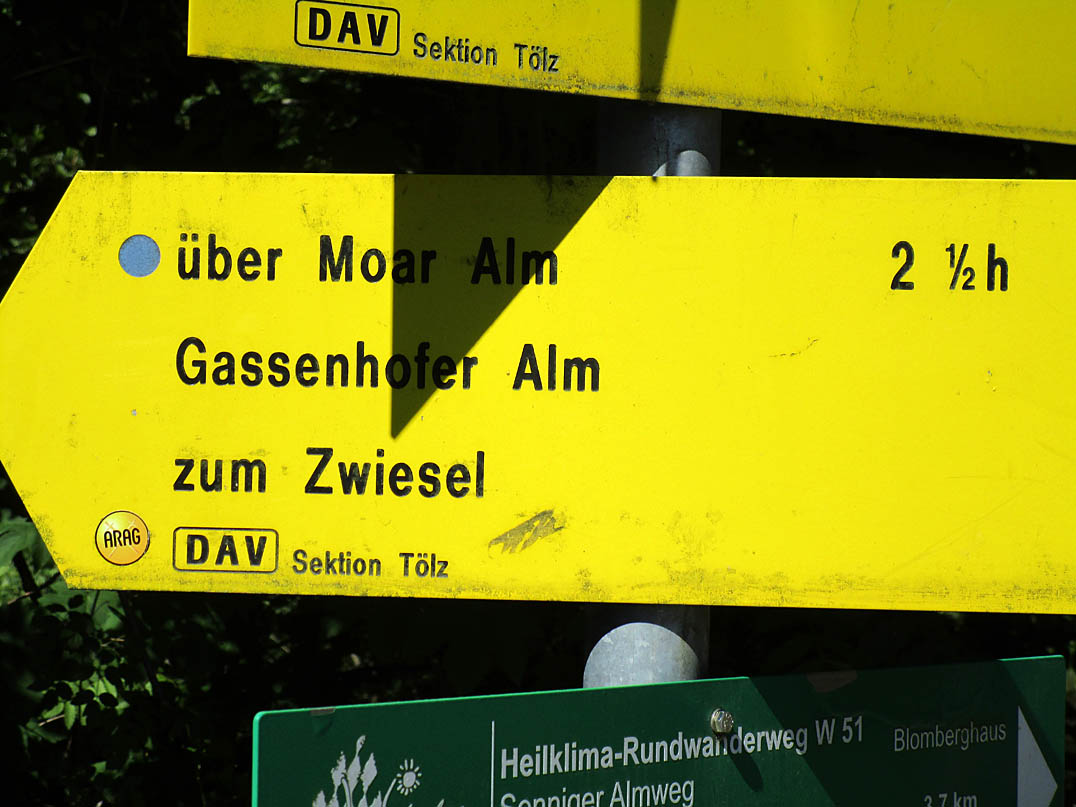 DAV Sektion Tölz
über Moar Alm 2 ½ h
Gassenhofer Alm
zum Zwiesel
ARAG DAV Sektion Tölz
Heilklima-Rundwanderweg W 51 Blomberghaus
Sonniger Almweg